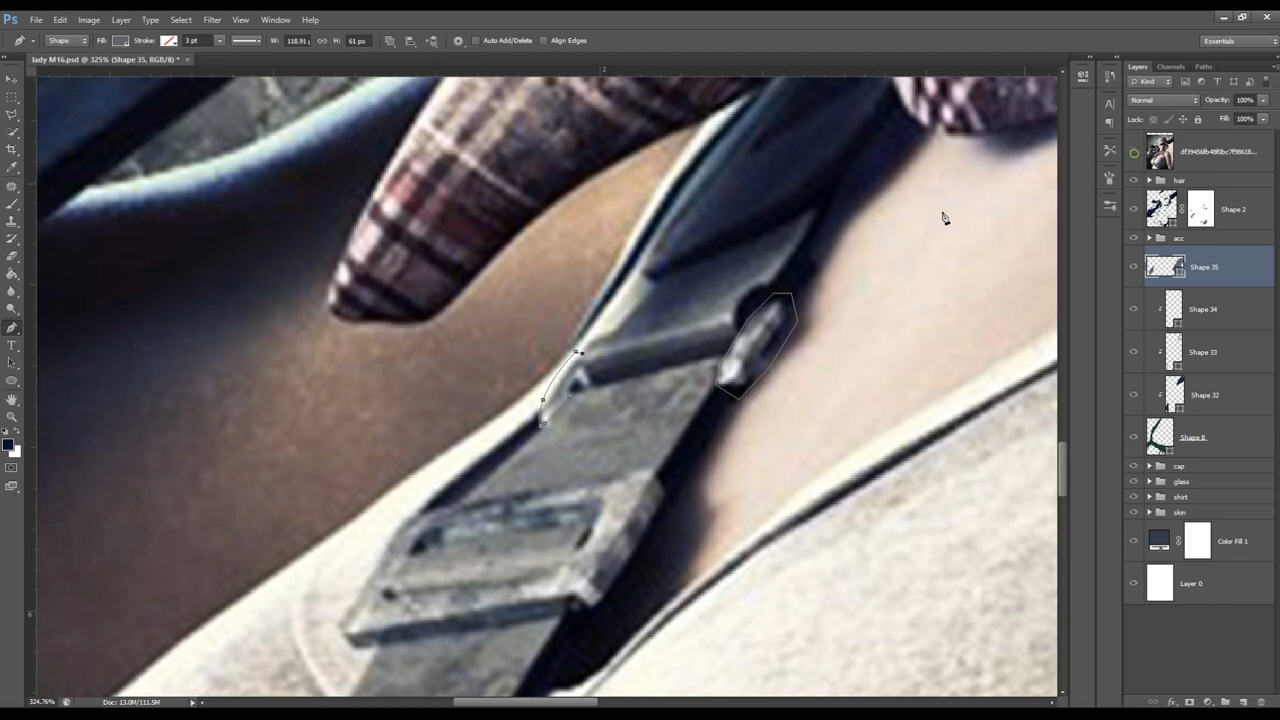 Ps File Edit Image Layer Type Select Filter View Window Help
Shape Fill: Stroke: 3 pt W: 118.91 H: 61 px Auto Add/Delete Align Edges Essentials
lady M16.psd @ 325% (Shape 35, RGB/8) * ×
Layers Channels Paths
2
Kind
Normal Opacity: 100%
Lock: Fill: 100%
df39456fb48f0bc7f98618...
hair
Shape 2
acc
Shape 35
Shape 34
Shape 33
Shape 32
Shape 8
cap
glass
shirt
skin
Color Fill 1
Layer 0
6
324.76% Doc: 13.0M/111.5M